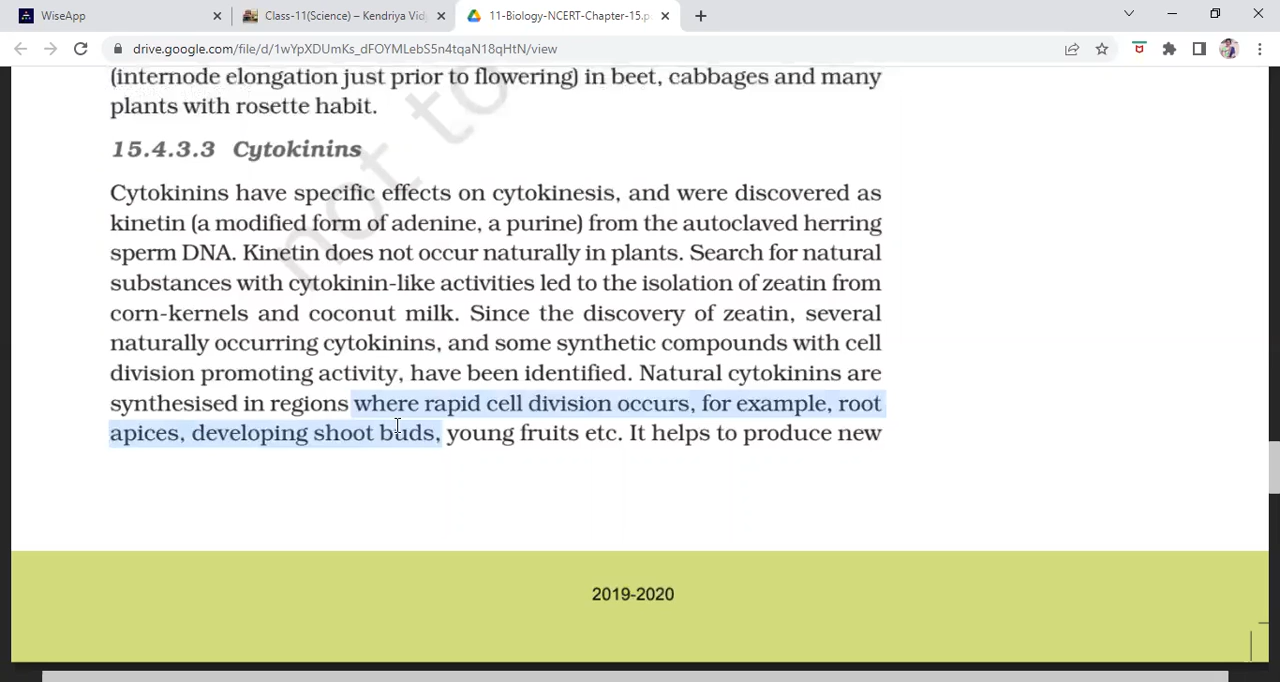 WiseApp
Class-11(Science) – Kendriya Vid
11-Biology-NCERT-Chapter-15.p
drive.google.com/file/d/1wYpXDUmKs_dFOYMLebS5n4tqaN18qHtN/view
(internode elongation just prior to flowering) in beet, cabbages and many
plants with rosette habit.
not to
15.4.3.3 Cytokinins
Cytokinins have specific effects on cytokinesis, and were discovered as
kinetin (a modified form of adenine, a purine) from the autoclaved herring
sperm DNA. Kinetin does not occur naturally in plants. Search for natural
substances with cytokinin-like activities led to the isolation of zeatin from
corn-kernels and coconut milk. Since the discovery of zeatin, several
naturally occurring cytokinins, and some synthetic compounds with cell
division promoting activity, have been identified. Natural cytokinins are
synthesised in regions where rapid cell division occurs, for example, root
apices, developing shoot buds, young fruits etc. It helps to produce new
2019-2020